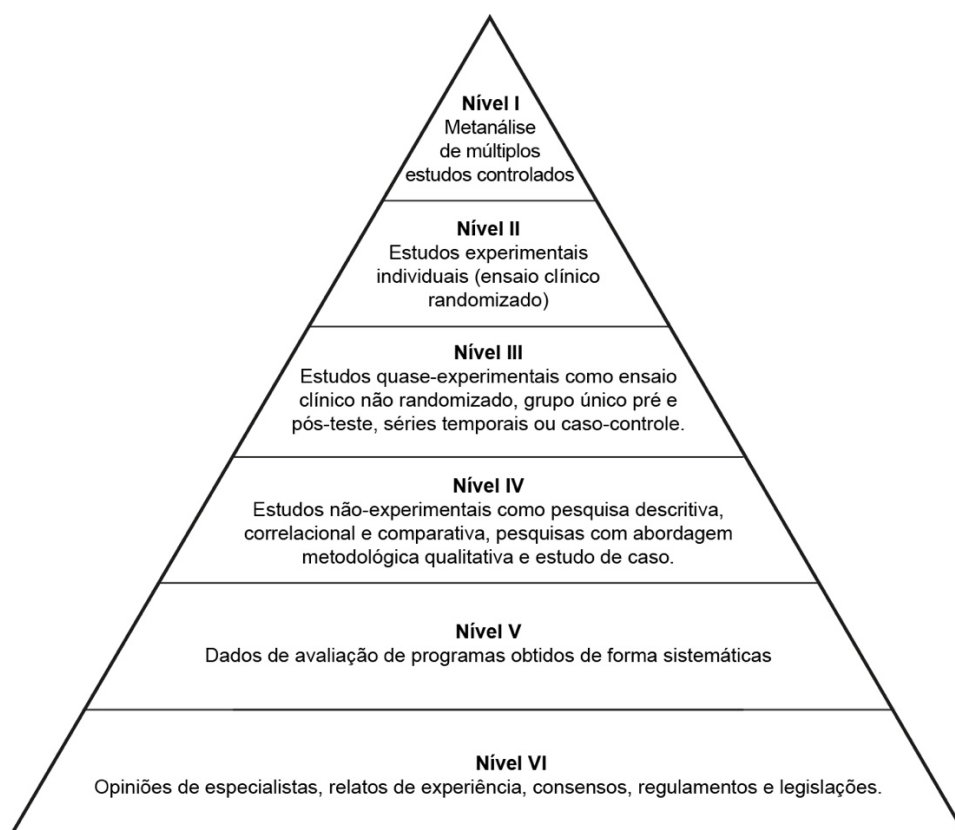 Nível I
Metanálise
de múltiplos
estudos controlados
Nível II
Estudos experimentais
individuais (ensaio clínico
randomizado)
Nível III
Estudos quase-experimentais como ensaio
clínico não randomizado, grupo único pré e
pós-teste, séries temporais ou caso-controle.
Nível IV
Estudos não-experimentais como pesquisa descritiva,
correlacional e comparativa, pesquisas com abordagem
metodológica qualitativa e estudo de caso.
Nível V
Dados de avaliação de programas obtidos de forma sistemáticas
Nível VI
Opiniões de especialistas, relatos de experiência, consensos, regulamentos e legislações.